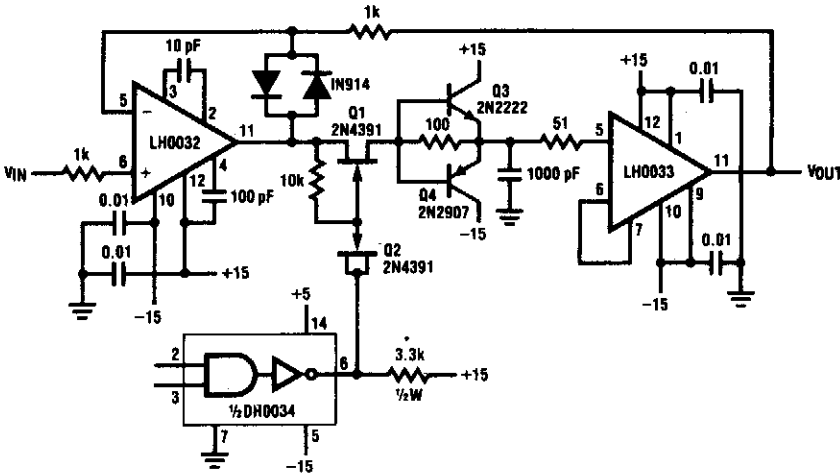 1k
10 pF
+15
+15
0.01
3
IN914
Q3
2N2222
5
−
2
Q1
2N4391
100
51
12
1
5
LH0032
11
LH0033
11
VOUT
VIN
1k
6
+
4
12
10
10k
100 pF
Q4
2N2907
1000 pF
6
7
10
9
0.01
0.01
−15
0.01
+15
−15
Q2
2N4391
−15
+5
14
2
3
6
3.3k
½W
+15
½DH0034
7
5
−15